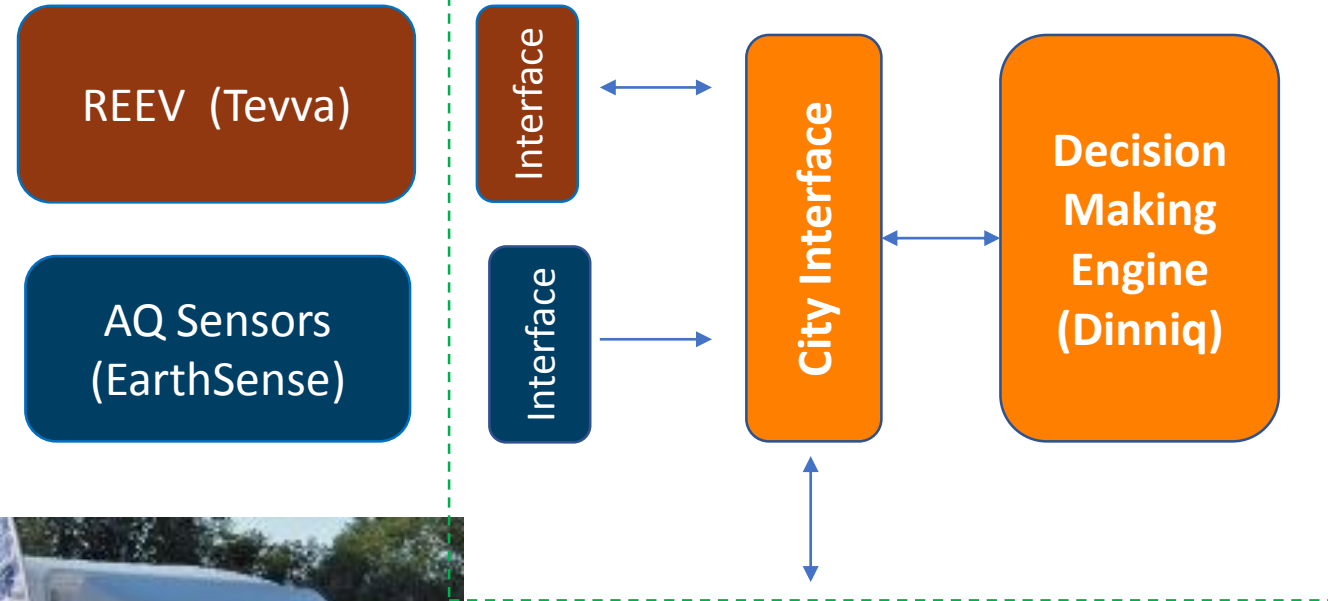 REEV (Tevva)
Interface
AQ Sensors
(EarthSense)
Interface
City Interface
Decision
Making
Engine
(Dinniq)